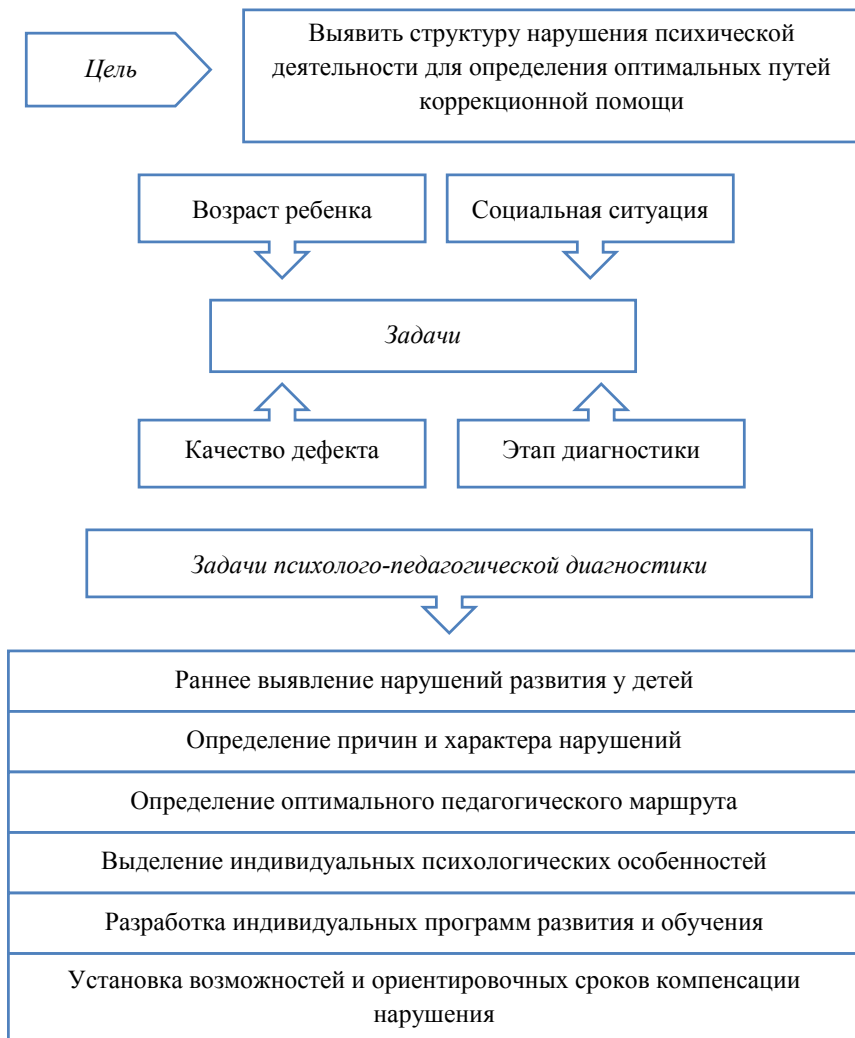 Цель
Выявить структуру нарушения психической
деятельности для определения оптимальных путей
коррекционной помощи
Возраст ребенка
Социальная ситуация
Задачи
Качество дефекта
Этап диагностики
Задачи психолого-педагогической диагностики
Раннее выявление нарушений развития у детей
Определение причин и характера нарушений
Определение оптимального педагогического маршрута
Выделение индивидуальных психологических особенностей
Разработка индивидуальных программ развития и обучения
Установка возможностей и ориентировочных сроков компенсации
нарушения